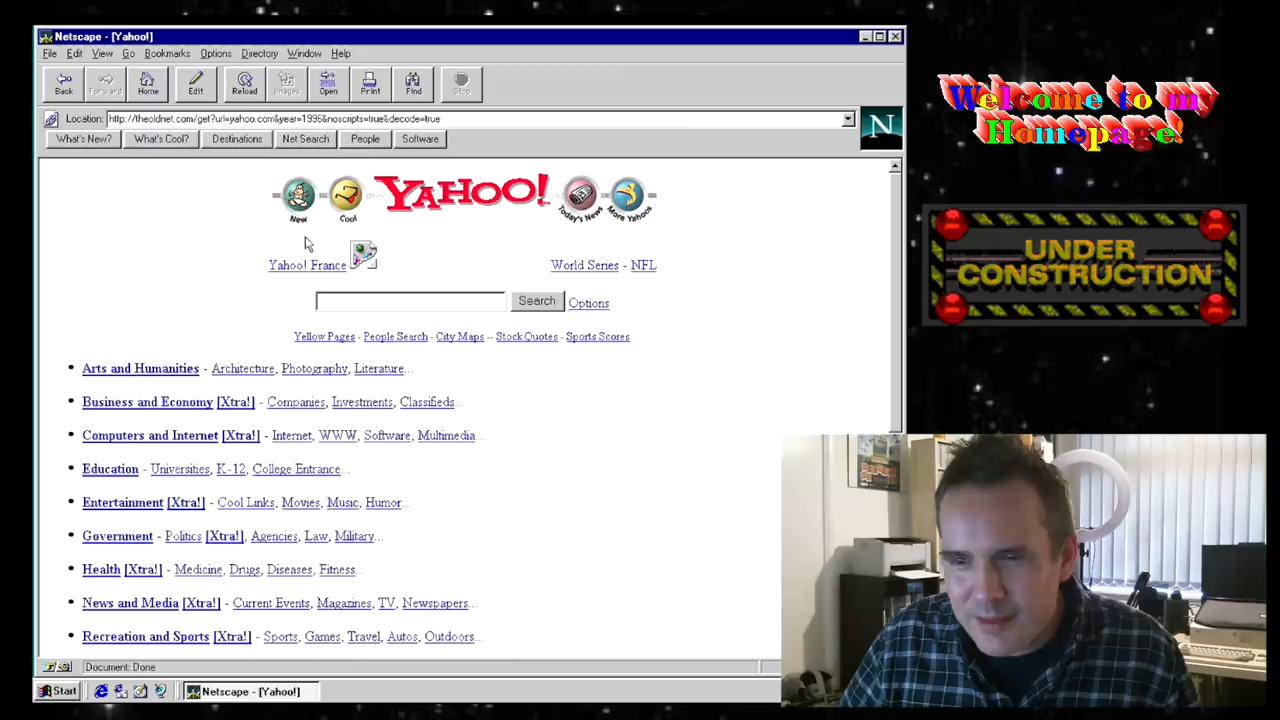 Netscape - [Yahoo!]
File Edit View Go Bookmarks Options Directory Window Help
Back Forward Home Edit Reload Images Open Print Find Stop
Location: http://theoldnet.com/get?url=yahoo.com&year=1996&noscripts=true&decode=true
N
What's New? What's Cool? Destinations Net Search People Software
YAHOO!
New Cool Today's News More Yahoos
Yahoo! France World Series - NFL
Search Options
Yellow Pages - People Search - City Maps -- Stock Quotes - Sports Scores
Arts and Humanities - Architecture, Photography, Literature...
Business and Economy [Xtra!] - Companies, Investments, Classifieds...
Computers and Internet [Xtra!] - Internet, WWW, Software, Multimedia...
Education - Universities, K-12, College Entrance...
Entertainment [Xtra!] - Cool Links, Movies, Music, Humor...
Government - Politics [Xtra!], Agencies, Law, Military...
Health [Xtra!] - Medicine, Drugs, Diseases, Fitness...
News and Media [Xtra!] - Current Events, Magazines, TV, Newspapers...
Recreation and Sports [Xtra!] - Sports, Games, Travel, Autos, Outdoors...
Document: Done
Start Netscape - [Yahoo!]
Welcome to my
Homepage!
UNDER
CONSTRUCTION